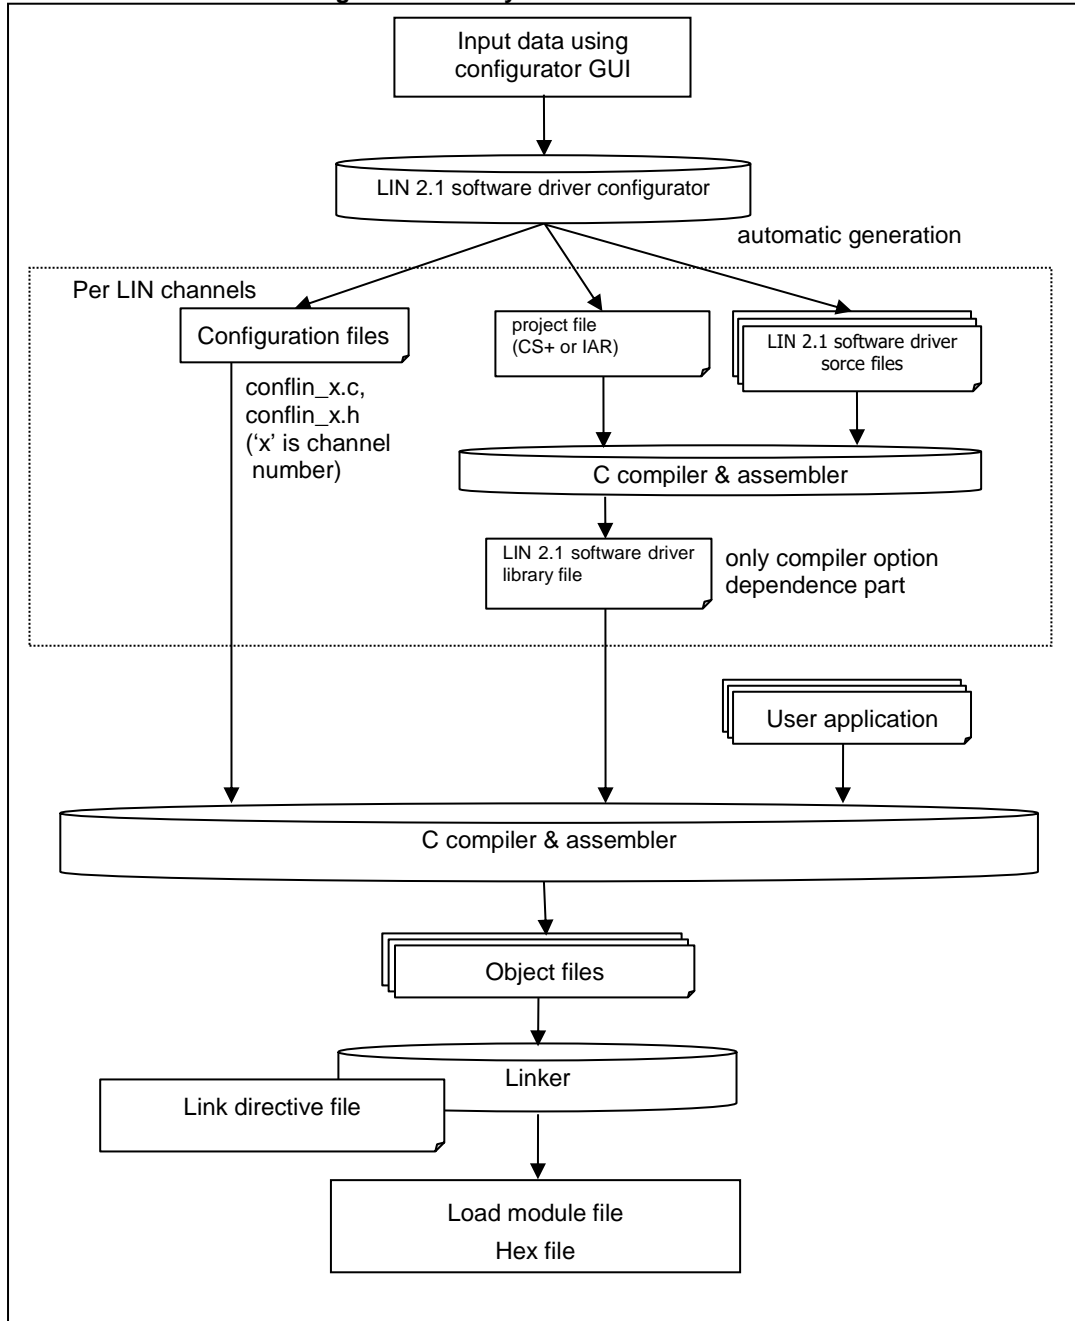 Input data using
configurator GUI
LIN 2.1 software driver configurator
automatic generation
Per LIN channels
Configuration files
project file
(CS+ or IAR)
LIN 2.1 software driver
sorce files
conflin_x.c,
conflin_x.h
(‘x’ is channel
number)
C compiler & assembler
LIN 2.1 software driver
library file
only compiler option
dependence part
User application
C compiler & assembler
Object files
Linker
Link directive file
Load module file
Hex file